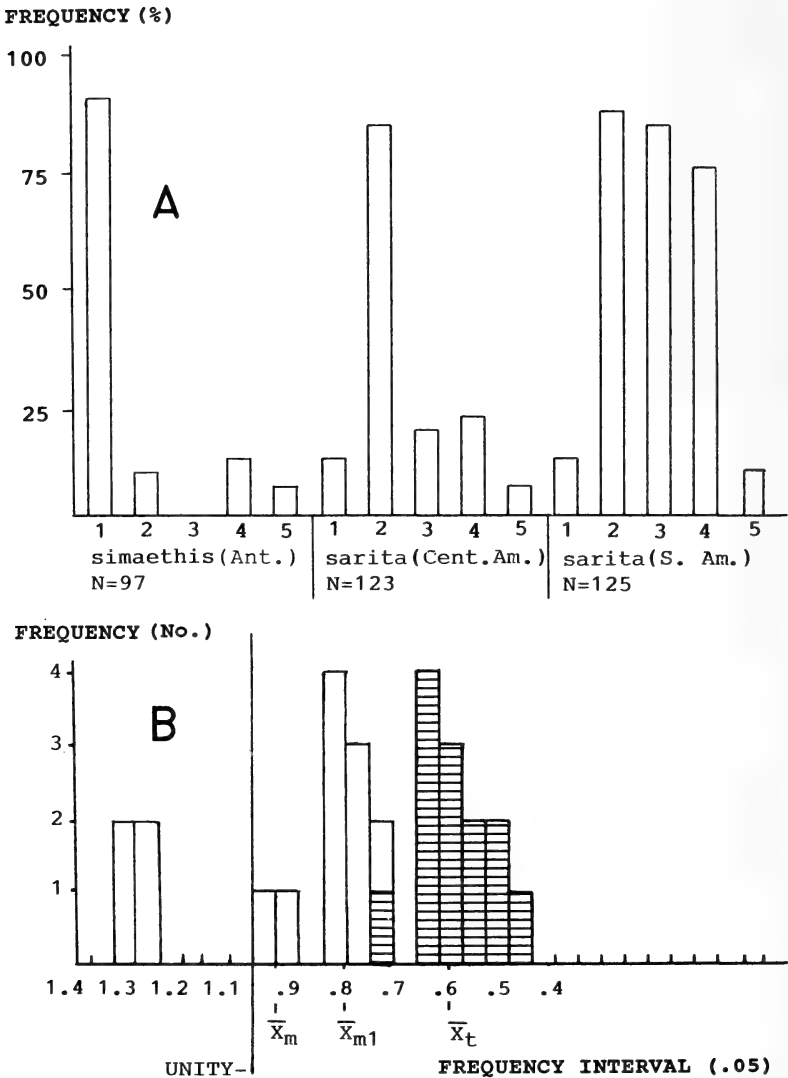 FREQUENCY (%)
100
75
50
25
A
1 2 3 4 5 1 2 3 4 5 1 2 3 4 5
simaethis(Ant.) sarita(Cent.Am.) sarita(S. Am.)
N=97 N=123 N=125
FREQUENCY (No.)
4
3
2
1
B
1.4 1.3 1.2 1.1 .9 .8 .7 .6 .5 .4
X̅m X̅m1 X̅t
UNITY- FREQUENCY INTERVAL (.05)